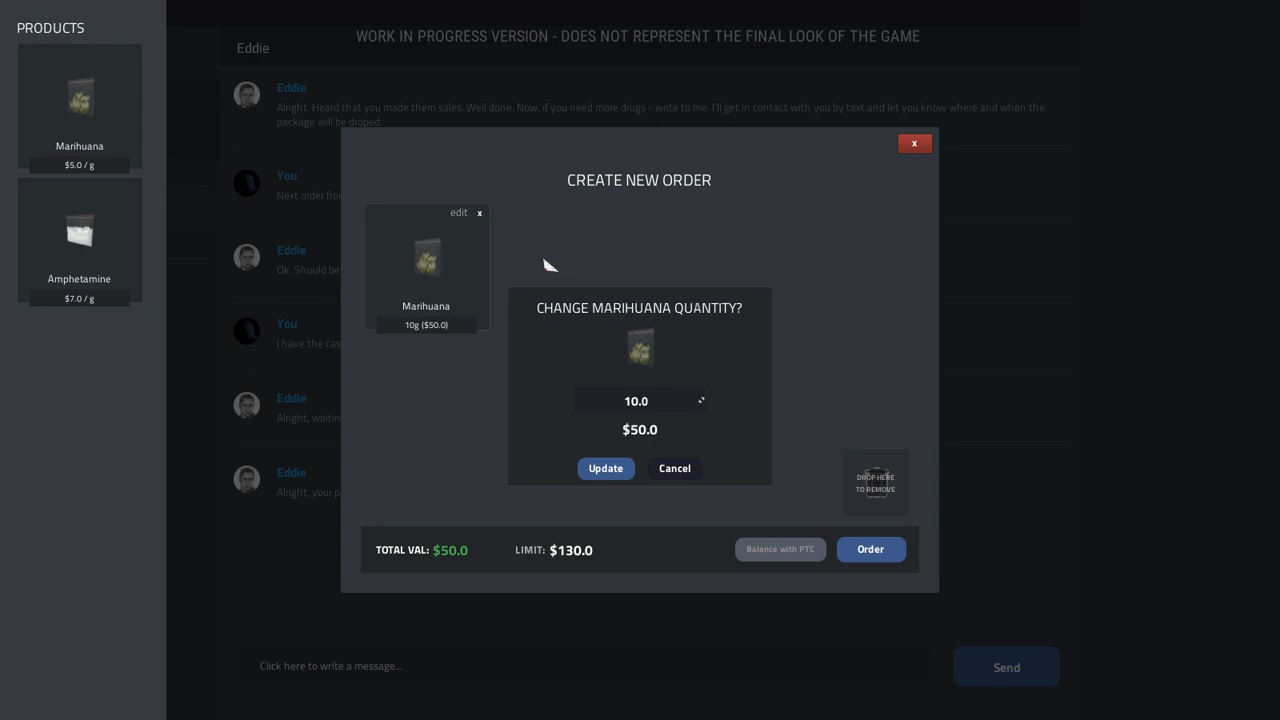 PRODUCTS
Marihuana
$5.0 / g
Amphetamine
$7.0 / g
WORK IN PROGRESS VERSION - DOES NOT REPRESENT THE FINAL LOOK OF THE GAME
Eddie
Eddie
Alright. Heard that you made them sales. Well done. Now, if you need more drugs - write to me. I'll get in contact with you by text and let you know where and when the
package will be droped.
You
Next order
Eddie
Ok. Should be
You
I have the
Eddie
Alright,
Eddie
Alright, your
x
CREATE NEW ORDER
edit x
Marihuana
10g ($50.0)
CHANGE MARIHUANA QUANTITY?
10.0
$50.0
Update
Cancel
DROP HERE
TO REMOVE
TOTAL VAL: $50.0
LIMIT: $130.0
Balance with PTC
Order
Click here to write a message...
Send